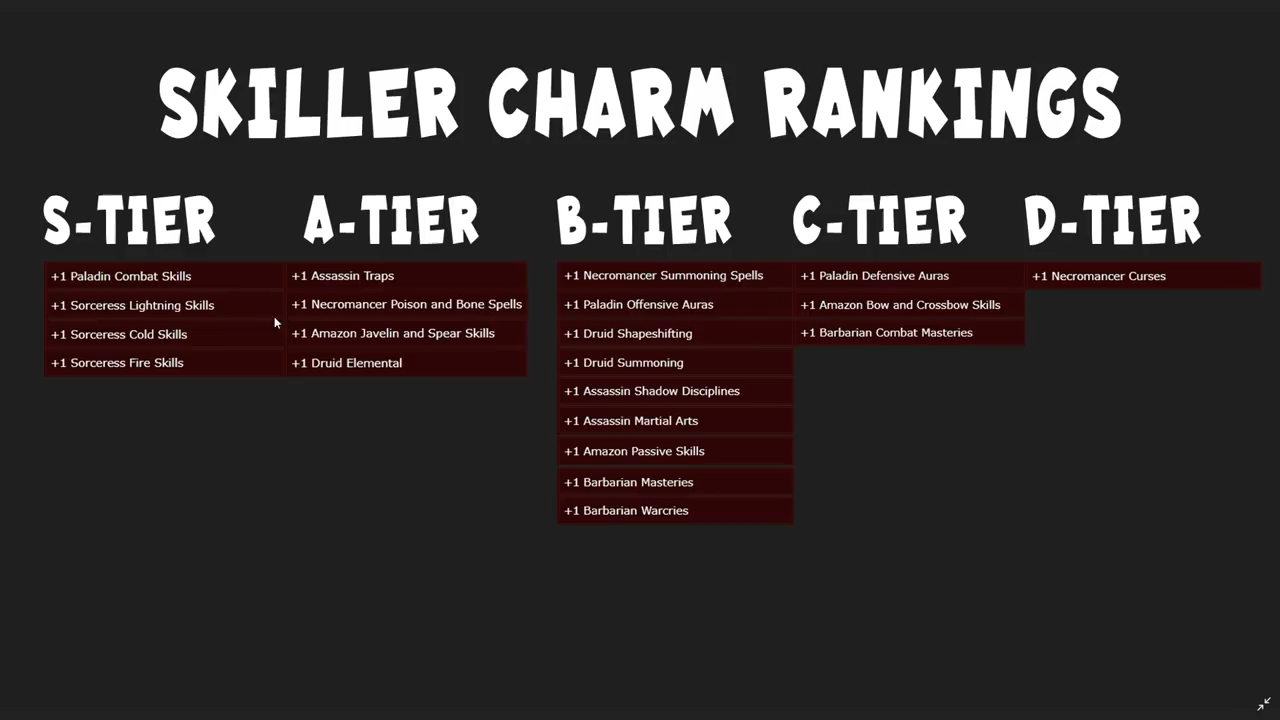 SKILLER CHARM RANKINGS
S-TIER
+1 Paladin Combat Skills
+1 Sorceress Lightning Skills
+1 Sorceress Cold Skills
+1 Sorceress Fire Skills
A-TIER
+1 Assassin Traps
+1 Necromancer Poison and Bone Spells
+1 Amazon Javelin and Spear Skills
+1 Druid Elemental
B-TIER
+1 Necromancer Summoning Spells
+1 Paladin Offensive Auras
+1 Druid Shapeshifting
+1 Druid Summoning
+1 Assassin Shadow Disciplines
+1 Assassin Martial Arts
+1 Amazon Passive Skills
+1 Barbarian Masteries
+1 Barbarian Warcries
C-TIER
+1 Paladin Defensive Auras
+1 Amazon Bow and Crossbow Skills
+1 Barbarian Combat Masteries
D-TIER
+1 Necromancer Curses